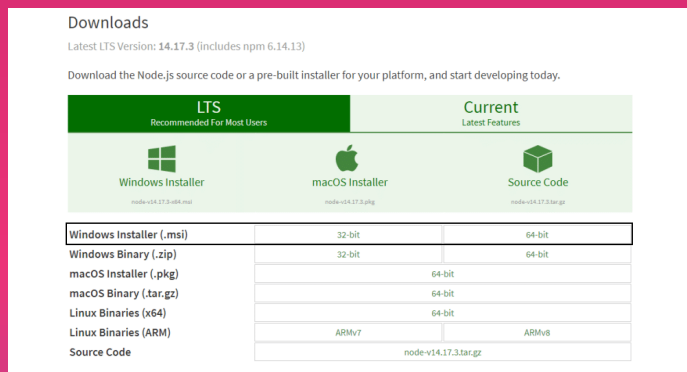 Downloads
Latest LTS Version: 14.17.3 (includes npm 6.14.13)
Download the Node.js source code or a pre-built installer for your platform, and start developing today.
LTS
Recommended For Most Users
Current
Latest Features
Windows Installer
node-v14.17.3-x64.msi
macOS Installer
node-v14.17.3.pkg
Source Code
node-v14.17.3.tar.gz
Windows Installer (.msi) 32-bit 64-bit
Windows Binary (.zip) 32-bit 64-bit
macOS Installer (.pkg) 64-bit
macOS Binary (.tar.gz) 64-bit
Linux Binaries (x64) 64-bit
Linux Binaries (ARM) ARMv7 ARMv8
Source Code node-v14.17.3.tar.gz